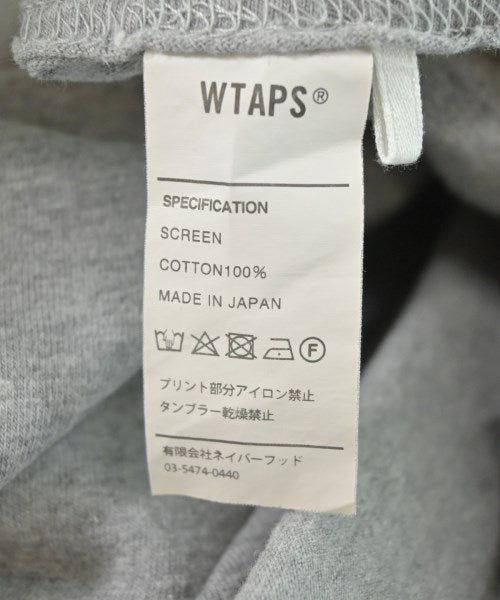 WTAPS®
SPECIFICATION
SCREEN
COTTON100%
MADE IN JAPAN
F
プリント部分アイロン禁止
タンブラー乾燥禁止
有限会社ネイバーフッド
03-5474-0440